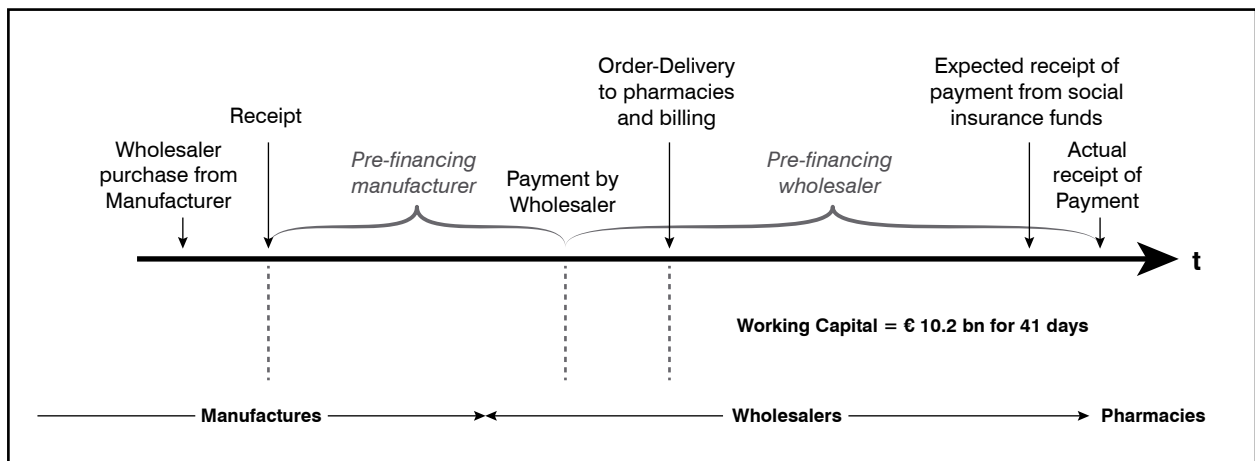 Order-Delivery
to pharmacies
and billing
Expected receipt of
payment from social
insurance funds
Receipt
Wholesaler
purchase from
Manufacturer
Pre-financing
manufacturer
Payment by
Wholesaler
Pre-financing
wholesaler
Actual
receipt of
Payment
t
Working Capital = € 10.2 bn for 41 days
Manufactures
Wholesalers
Pharmacies